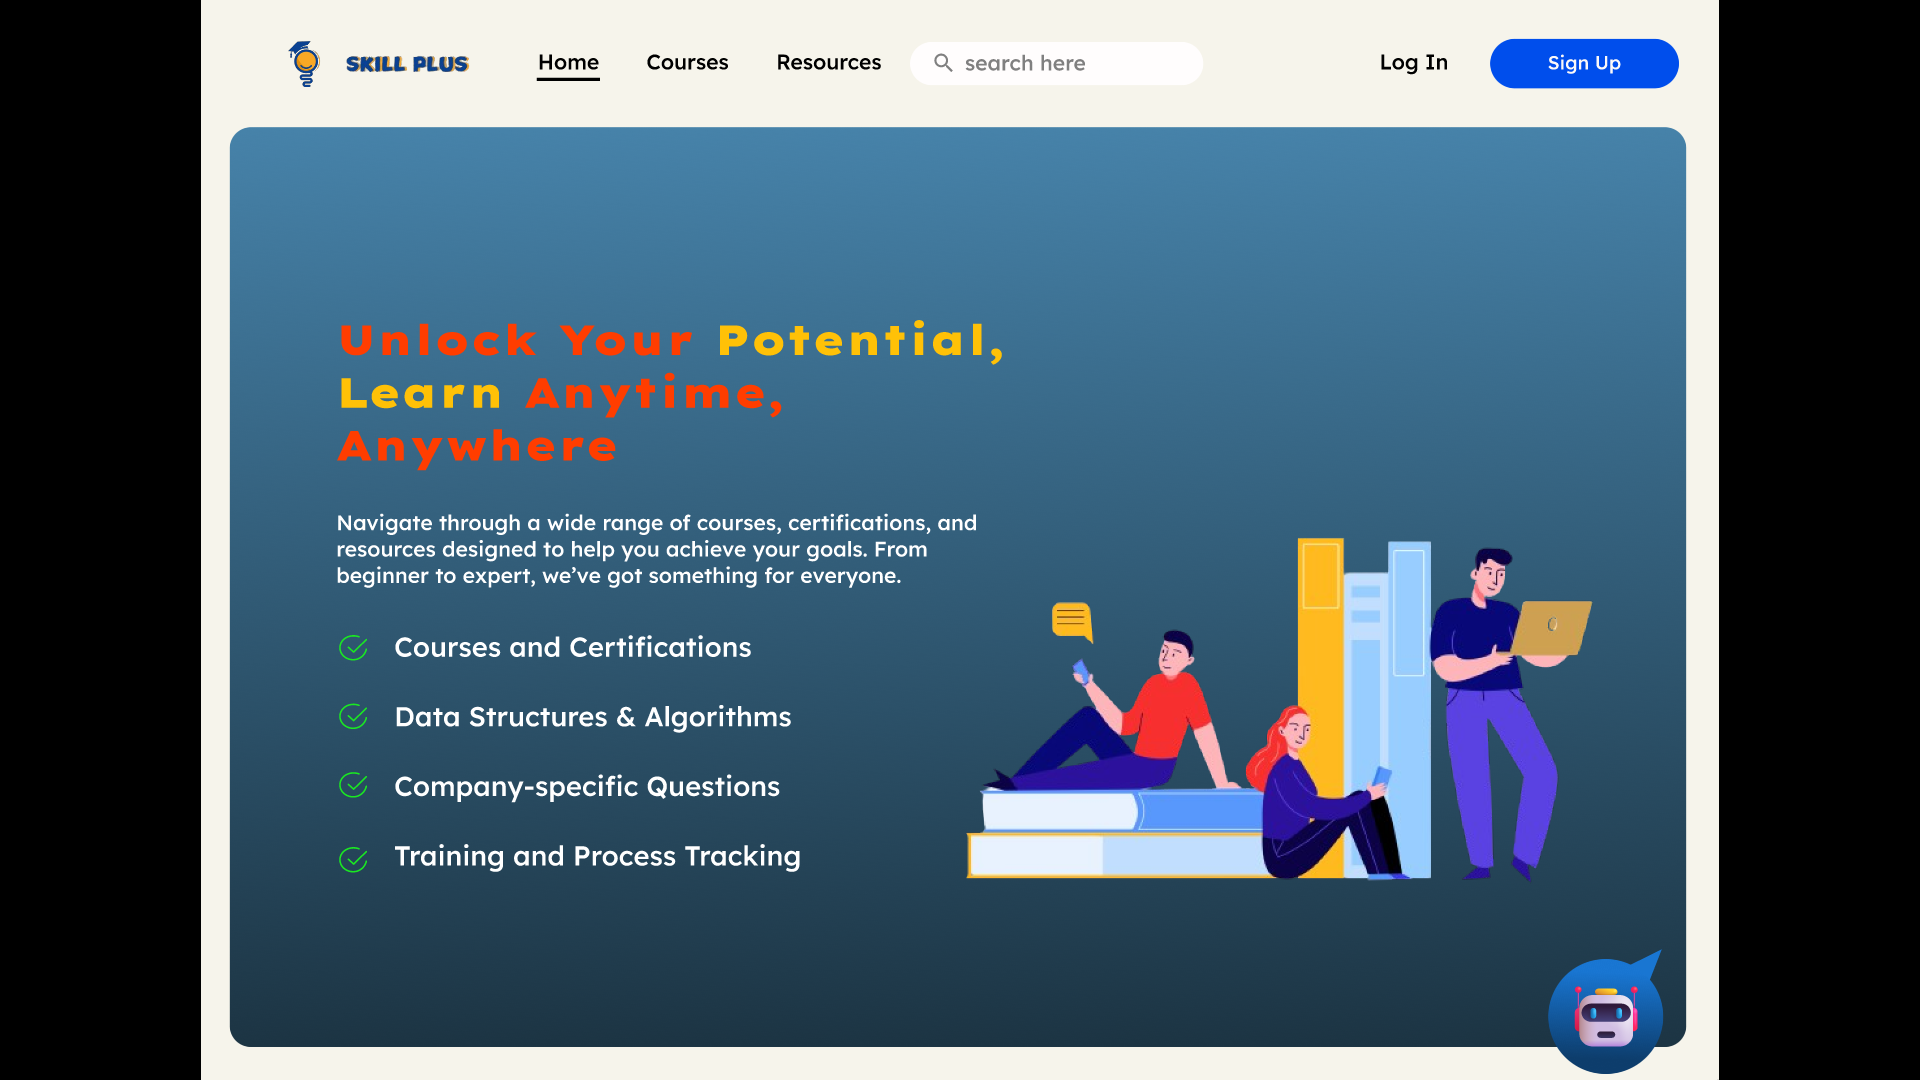 SKILL PLUS
Home
Courses
Resources
search here
Log In
Sign Up
Unlock Your Potential,
Learn Anytime,
Anywhere
Navigate through a wide range of courses, certifications, and
resources designed to help you achieve your goals. From
beginner to expert, we’ve got something for everyone.
Courses and Certifications
Data Structures & Algorithms
Company-specific Questions
Training and Process Tracking